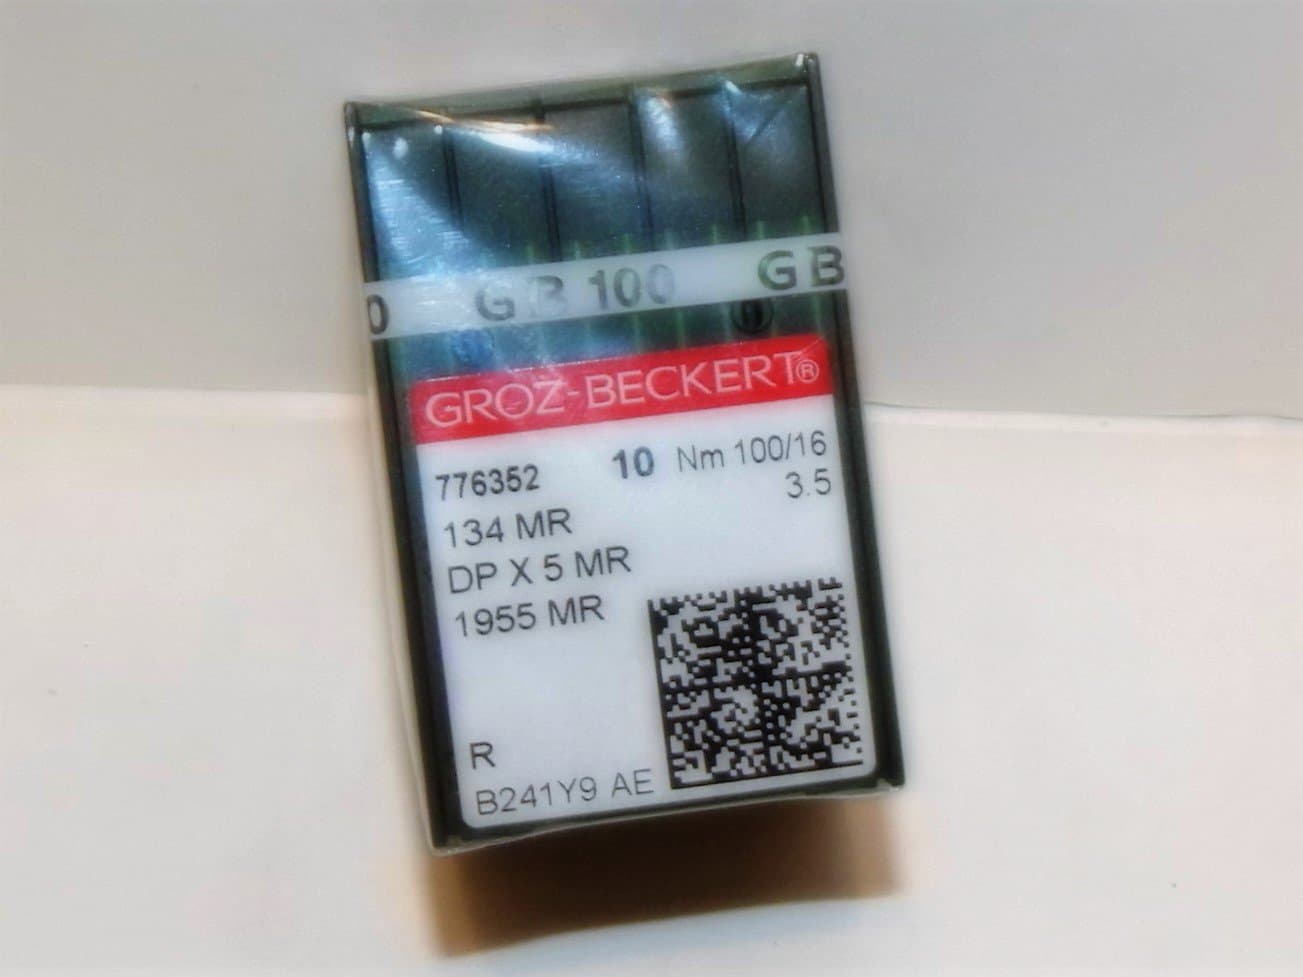 0 GB 100 GB
GROZ-BECKERT®
776352 10 Nm 100/16
3.5
134 MR
DP X 5 MR
1955 MR
R
B241Y9 AE